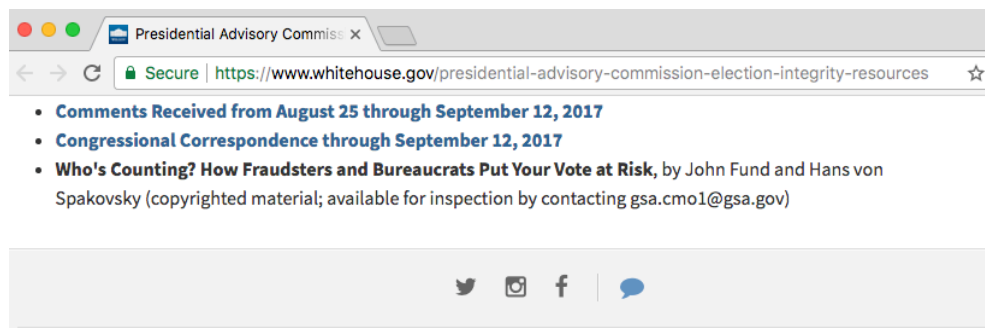 Presidential Advisory Commiss
Secure | https://www.whitehouse.gov/presidential-advisory-commission-election-integrity-resources
• Comments Received from August 25 through September 12, 2017
• Congressional Correspondence through September 12, 2017
• Who's Counting? How Fraudsters and Bureaucrats Put Your Vote at Risk, by John Fund and Hans von
Spakovsky (copyrighted material; available for inspection by contacting gsa.cmo1@gsa.gov)